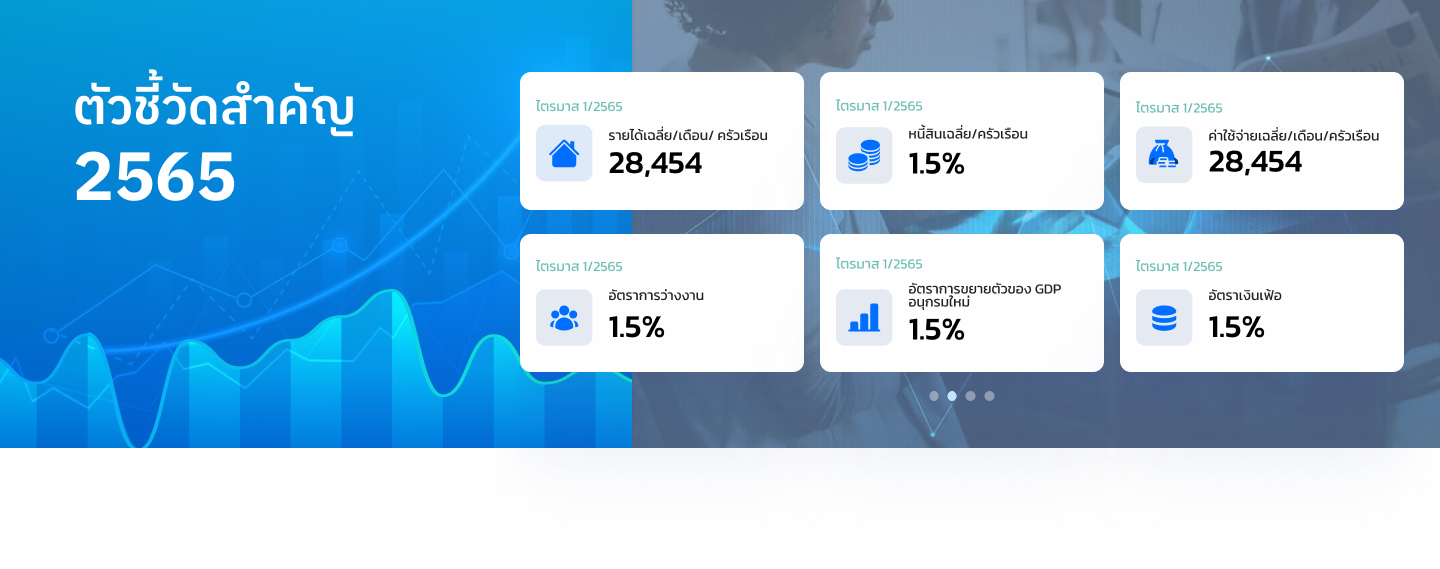 ตัวชี้วัดสำคัญ
2565
ไตรมาส 1/2565
รายได้เฉลี่ย/เดือน/ ครัวเรือน
28,454
ไตรมาส 1/2565
หนี้สินเฉลี่ย/ครัวเรือน
1.5%
ไตรมาส 1/2565
ค่าใช้จ่ายเฉลี่ย/เดือน/ครัวเรือน
28,454
ไตรมาส 1/2565
อัตราการว่างงาน
1.5%
ไตรมาส 1/2565
อัตราการขยายตัวของ GDP
อนุกรมใหม่
1.5%
ไตรมาส 1/2565
อัตราเงินเฟ้อ
1.5%